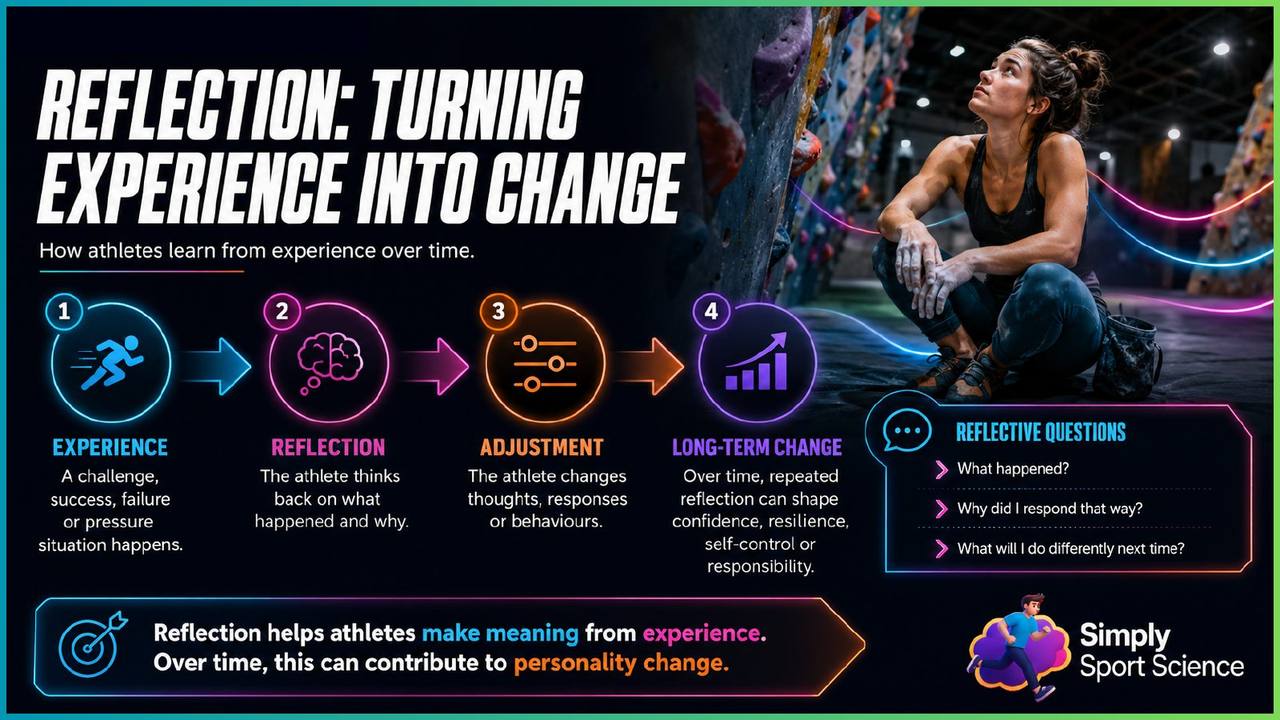 REFLECTION: TURNING
EXPERIENCE INTO CHANGE
How athletes learn from experience over time.
1
EXPERIENCE
A challenge,
success, failure
or pressure
situation happens.
2
REFLECTION
The athlete thinks
back on what
happened and why.
3
ADJUSTMENT
The athlete changes
thoughts, responses
or behaviours.
4
LONG-TERM CHANGE
Over time, repeated
reflection can shape
confidence, resilience,
self-control or
responsibility.
REFLECTIVE QUESTIONS
What happened?
Why did I respond that way?
What will I do differently next time?
Reflection helps athletes make meaning from experience.
Over time, this can contribute to personality change.
Simply
Sport Science